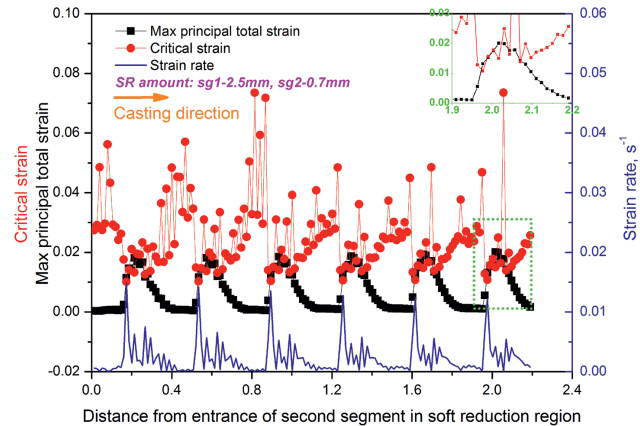 Max principal total strain
Critical strain
Strain rate
SR amount: sg1-2.5mm, sg2-0.7mm
Casting direction
0.10
0.08
0.06
0.04
0.02
0.00
-0.02
Critical strain
Max principal total strain
0.03
0.02
0.01
0.00
1.9 2.0 2.1 2.2
0.06
0.05
0.04
0.03
0.02
0.01
0.00
Strain rate, s-1
0.0 0.4 0.8 1.2 1.6 2.0 2.4
Distance from entrance of second segment in soft reduction region